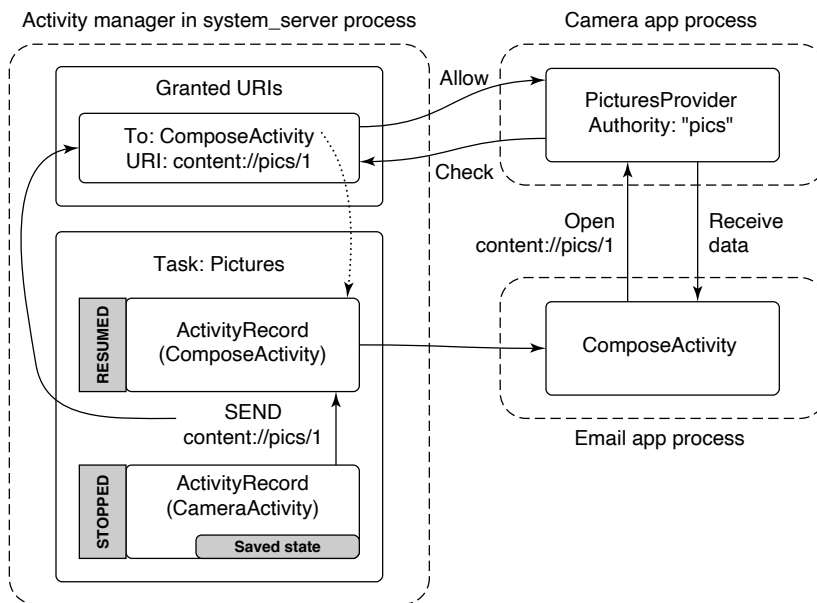 Activity manager in system_server process
Granted URIs
To: ComposeActivity
URI: content://pics/1
Task: Pictures
RESUMED
ActivityRecord
(ComposeActivity)
SEND
content://pics/1
STOPPED
ActivityRecord
(CameraActivity)
Saved state
Allow
Check
Camera app process
PicturesProvider
Authority: "pics"
Open
content://pics/1
Receive
data
ComposeActivity
Email app process